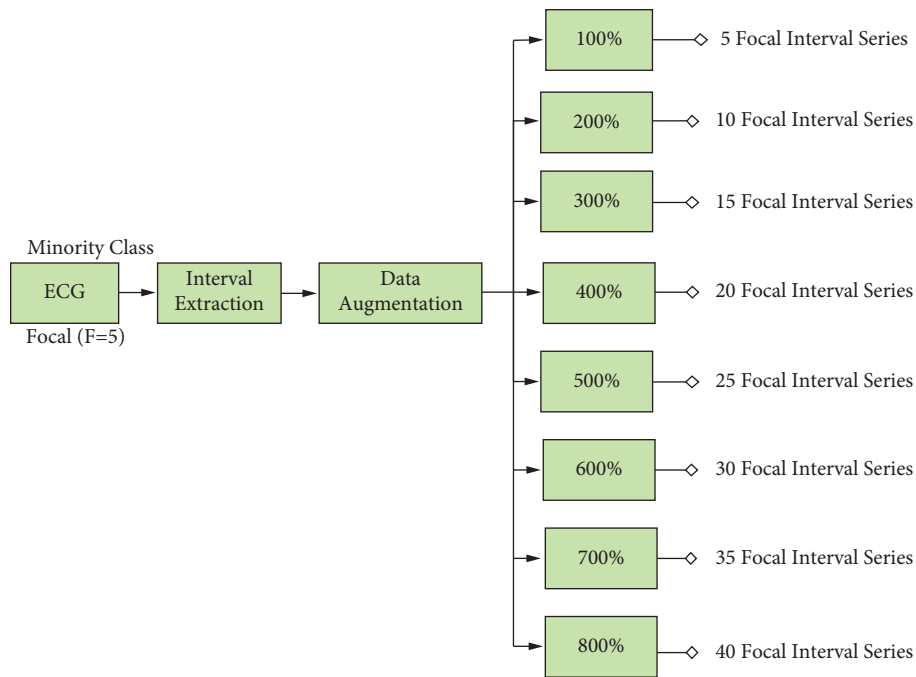 Minority Class
ECG
Focal (F=5)
Interval
Extraction
Data
Augmentation
100%
5 Focal Interval Series
200%
10 Focal Interval Series
300%
15 Focal Interval Series
400%
20 Focal Interval Series
500%
25 Focal Interval Series
600%
30 Focal Interval Series
700%
35 Focal Interval Series
800%
40 Focal Interval Series